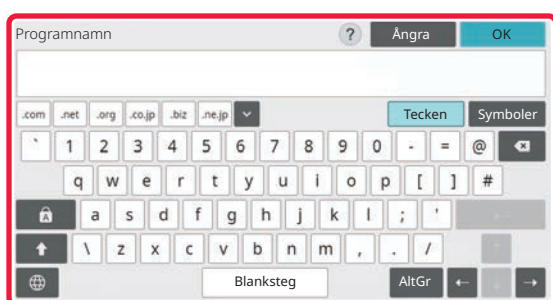 Programnamn ? Ångra OK
.com .net .org .co.jp .biz .ne.jp Tecken Symboler
` 1 2 3 4 5 6 7 8 9 0 - = @
q w e r t y u i o p [ ] #
A a s d f g h j k l ; '
\ z x c v b n m , . /
Blanksteg AltGr